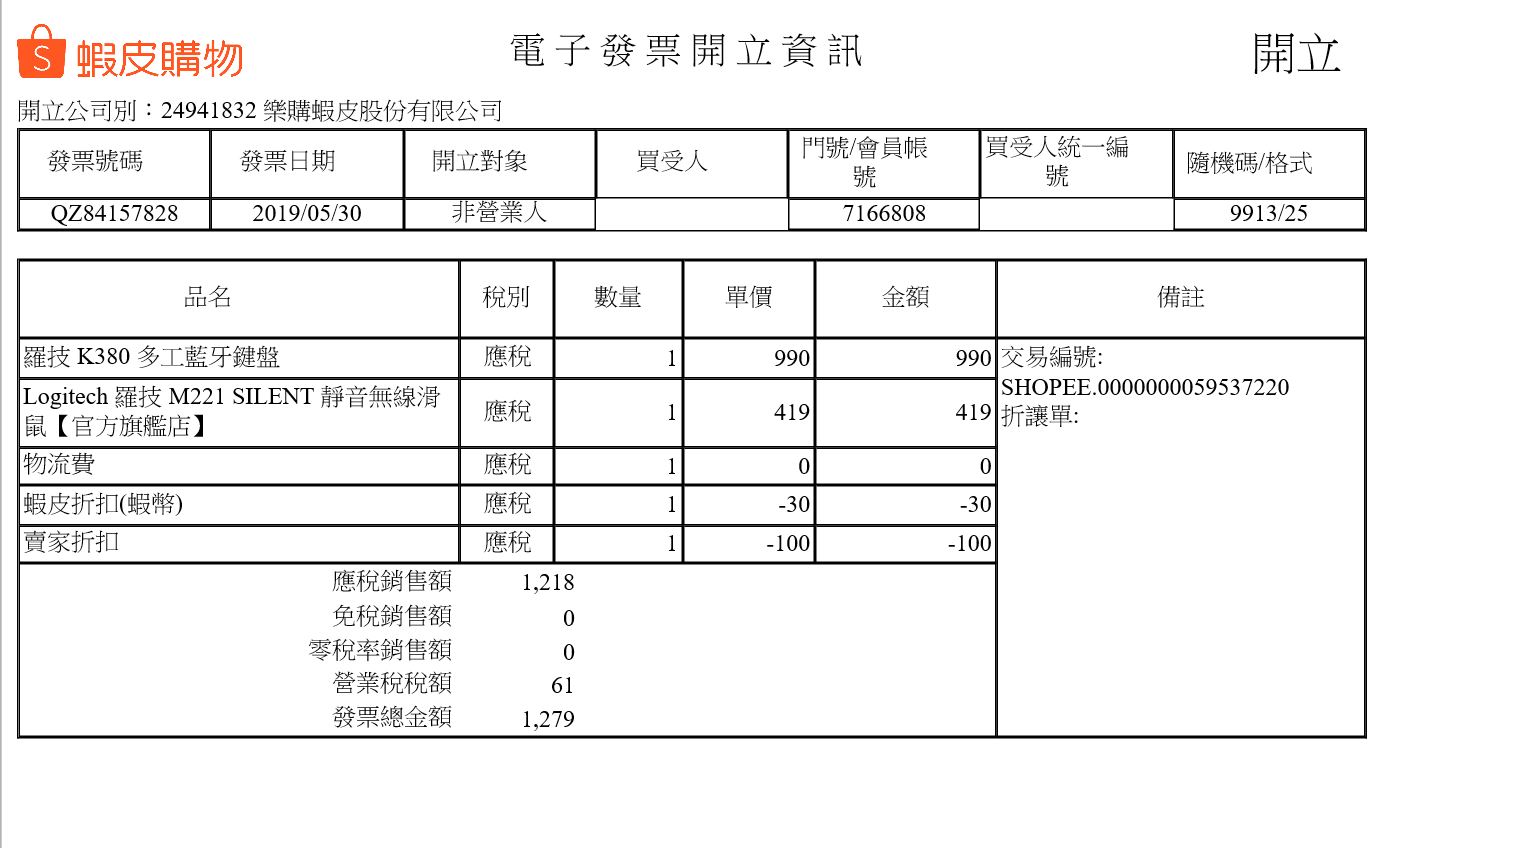 蝦皮購物
電子發票開立資訊
開立
開立公司別：24941832 樂購蝦皮股份有限公司
發票號碼 發票日期 開立對象 買受人 門號/會員帳號 買受人統一編號 隨機碼/格式
QZ84157828 2019/05/30 非營業人 7166808 9913/25
品名 稅別 數量 單價 金額 備註
羅技 K380 多工藍牙鍵盤 應稅 1 990 990
Logitech 羅技 M221 SILENT 靜音無線滑
鼠【官方旗艦店】 應稅 1 419 419
物流費 應稅 1 0 0
蝦皮折扣(蝦幣) 應稅 1 -30 -30
賣家折扣 應稅 1 -100 -100
交易編號:
SHOPEE.0000000059537220
折讓單:
應稅銷售額 1,218
免稅銷售額 0
零稅率銷售額 0
營業稅稅額 61
發票總金額 1,279